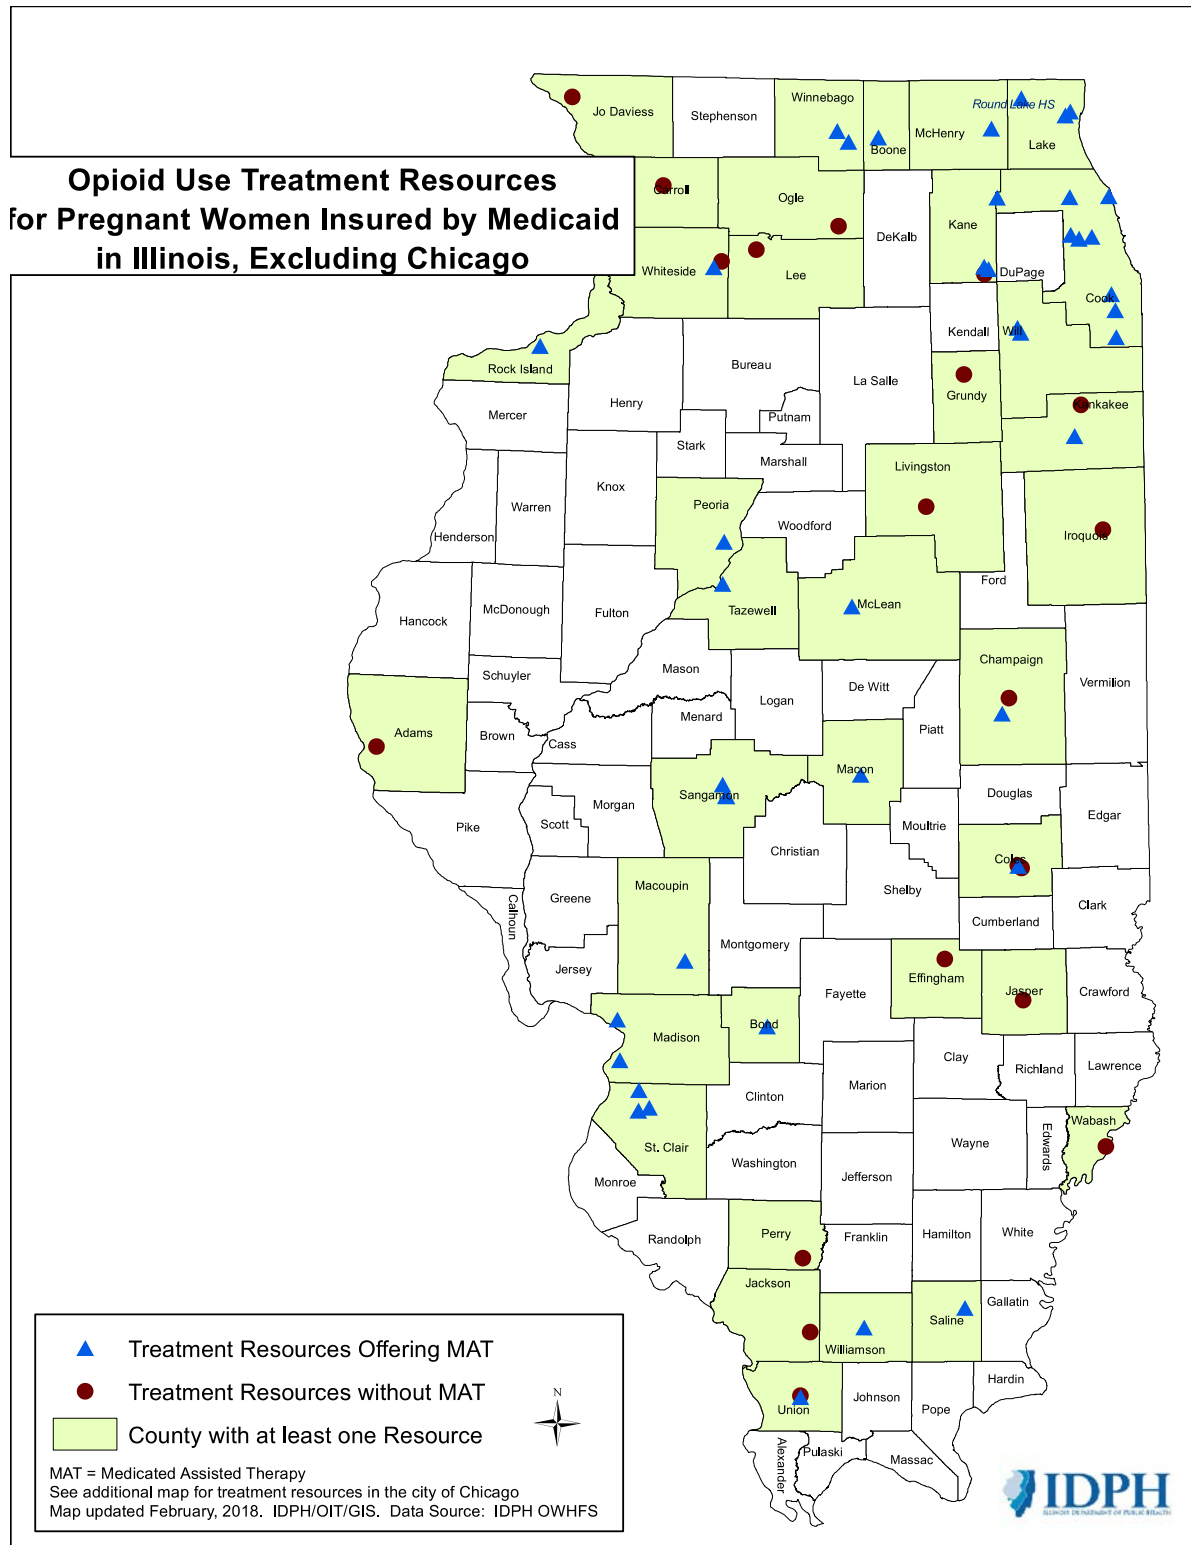 Opioid Use Treatment Resources
for Pregnant Women Insured by Medicaid
in Illinois, Excluding Chicago
Jo Daviess
Stephenson
Winnebago
Boone
McHenry
Round Lake HS
Lake
Carroll
Ogle
DeKalb
Kane
DuPage
Cook
Whiteside
Lee
Kendall
Will
Rock Island
Bureau
La Salle
Grundy
Kankakee
Mercer
Henry
Putnam
Stark
Marshall
Livingston
Knox
Peoria
Warren
Henderson
Woodford
Iroquois
Ford
Hancock
McDonough
Fulton
Tazewell
McLean
Schuyler
Mason
Logan
De Witt
Champaign
Vermilion
Adams
Brown
Cass
Menard
Piatt
Macon
Sangamon
Morgan
Scott
Pike
Douglas
Edgar
Moultrie
Christian
Coles
Shelby
Macoupin
Greene
Calhoun
Clark
Cumberland
Montgomery
Jersey
Effingham
Jasper
Crawford
Fayette
Madison
Bond
Clay
Richland
Lawrence
Marion
Clinton
Wabash
St. Clair
Wayne
Edwards
Washington
Jefferson
Monroe
Randolph
Perry
Franklin
Hamilton
White
Jackson
Williamson
Saline
Gallatin
Union
Johnson
Pope
Hardin
Alexander
Pulaski
Massac
Treatment Resources Offering MAT
Treatment Resources without MAT
N
County with at least one Resource
MAT = Medicated Assisted Therapy
See additional map for treatment resources in the city of Chicago
Map updated February, 2018.  IDPH/OIT/GIS.  Data Source:  IDPH OWHFS
IDPH
ILLINOIS DEPARTMENT OF PUBLIC HEALTH